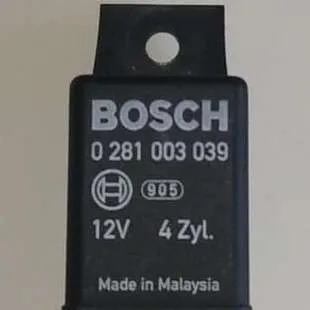 BOSCH
0 281 003 039
905
12V 4 Zyl.
Made in Malaysia